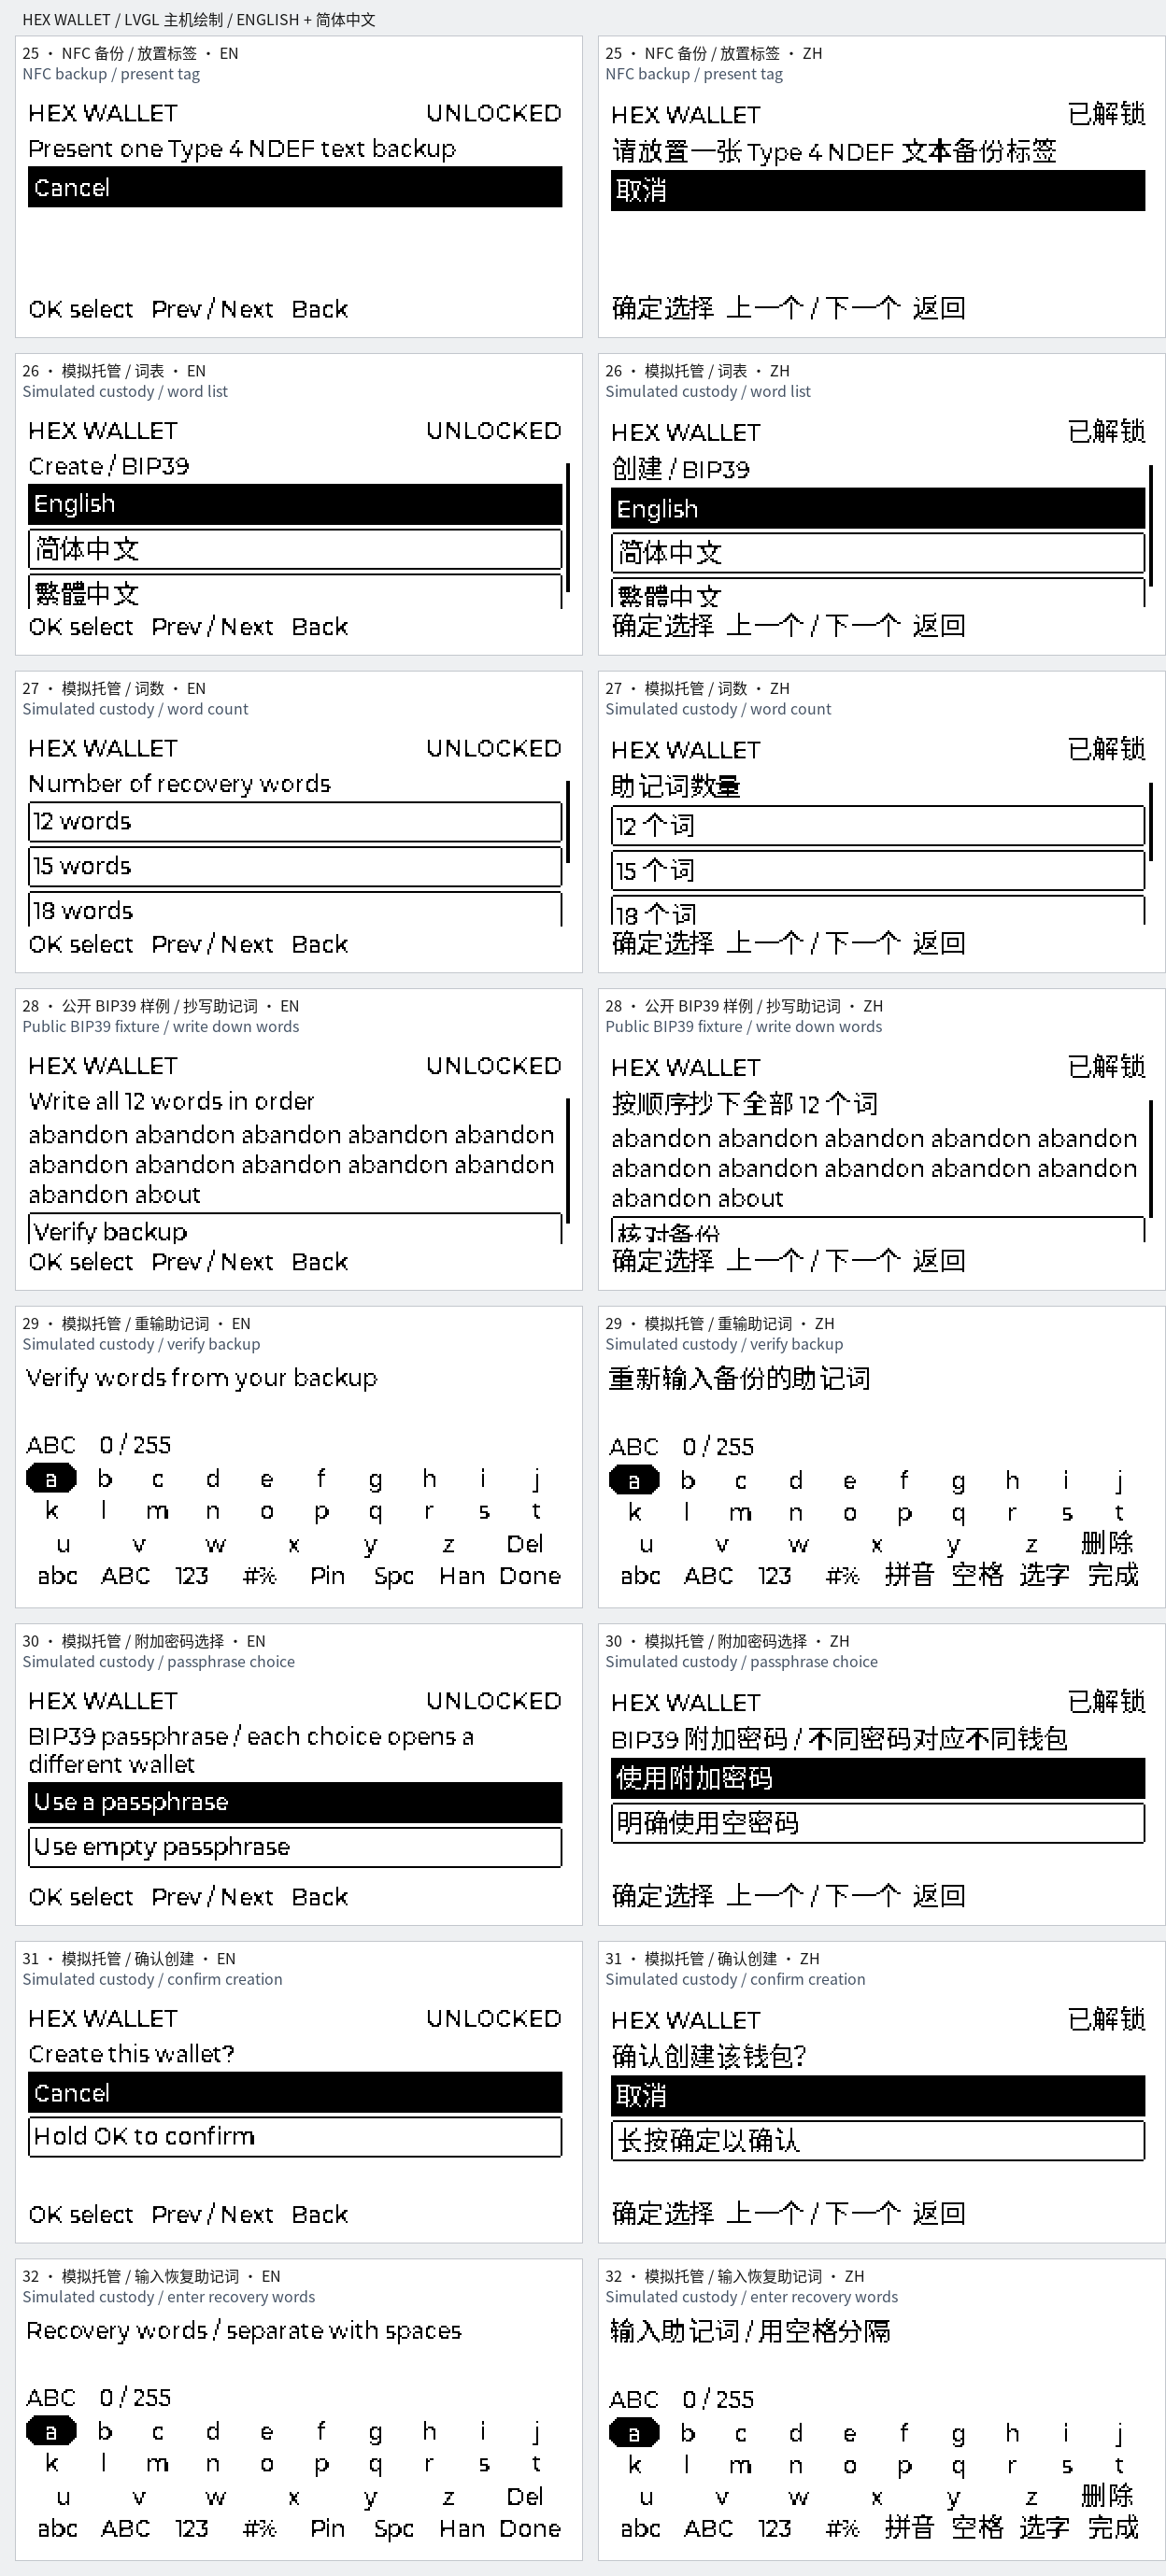 HEX WALLET / LVGL 主机绘制 / ENGLISH + 简体中文
25 · NFC 备份 / 放置标签 · EN
NFC backup / present tag
HEX WALLET UNLOCKED
Present one Type 4 NDEF text backup
Cancel
OK select Prev / Next Back
25 · NFC 备份 / 放置标签 · ZH
NFC backup / present tag
HEX WALLET 已解锁
请放置一张 Type 4 NDEF 文本备份标签
取消
确定选择 上一个 / 下一个 返回
26 · 模拟托管 / 词表 · EN
Simulated custody / word list
HEX WALLET UNLOCKED
Create / BIP39
English
简体中文
繁體中文
OK select Prev / Next Back
26 · 模拟托管 / 词表 · ZH
Simulated custody / word list
HEX WALLET 已解锁
创建 / BIP39
English
简体中文
繁體中文
确定选择 上一个 / 下一个 返回
27 · 模拟托管 / 词数 · EN
Simulated custody / word count
HEX WALLET UNLOCKED
Number of recovery words
12 words
15 words
18 words
OK select Prev / Next Back
27 · 模拟托管 / 词数 · ZH
Simulated custody / word count
HEX WALLET 已解锁
助记词数量
12 个词
15 个词
18 个词
确定选择 上一个 / 下一个 返回
28 · 公开 BIP39 样例 / 抄写助记词 · EN
Public BIP39 fixture / write down words
HEX WALLET UNLOCKED
Write all 12 words in order
abandon abandon abandon abandon abandon
abandon abandon abandon abandon abandon
abandon about
Verify backup
OK select Prev / Next Back
28 · 公开 BIP39 样例 / 抄写助记词 · ZH
Public BIP39 fixture / write down words
HEX WALLET 已解锁
按顺序抄下全部 12 个词
abandon abandon abandon abandon abandon
abandon abandon abandon abandon abandon
abandon about
核对备份
确定选择 上一个 / 下一个 返回
29 · 模拟托管 / 重输助记词 · EN
Simulated custody / verify backup
Verify words from your backup
ABC 0 / 255
a b c d e f g h i j
k l m n o p q r s t
u v w x y z Del
abc ABC 123 #% Pin Spc Han Done
29 · 模拟托管 / 重输助记词 · ZH
Simulated custody / verify backup
重新输入备份的助记词
ABC 0 / 255
a b c d e f g h i j
k l m n o p q r s t
u v w x y z 删除
abc ABC 123 #% 拼音 空格 选字 完成
30 · 模拟托管 / 附加密码选择 · EN
Simulated custody / passphrase choice
HEX WALLET UNLOCKED
BIP39 passphrase / each choice opens a
different wallet
Use a passphrase
Use empty passphrase
OK select Prev / Next Back
30 · 模拟托管 / 附加密码选择 · ZH
Simulated custody / passphrase choice
HEX WALLET 已解锁
BIP39 附加密码 / 不同密码对应不同钱包
使用附加密码
明确使用空密码
确定选择 上一个 / 下一个 返回
31 · 模拟托管 / 确认创建 · EN
Simulated custody / confirm creation
HEX WALLET UNLOCKED
Create this wallet?
Cancel
Hold OK to confirm
OK select Prev / Next Back
31 · 模拟托管 / 确认创建 · ZH
Simulated custody / confirm creation
HEX WALLET 已解锁
确认创建该钱包?
取消
长按确定以确认
确定选择 上一个 / 下一个 返回
32 · 模拟托管 / 输入恢复助记词 · EN
Simulated custody / enter recovery words
Recovery words / separate with spaces
ABC 0 / 255
a b c d e f g h i j
k l m n o p q r s t
u v w x y z Del
abc ABC 123 #% Pin Spc Han Done
32 · 模拟托管 / 输入恢复助记词 · ZH
Simulated custody / enter recovery words
输入助记词 / 用空格分隔
ABC 0 / 255
a b c d e f g h i j
k l m n o p q r s t
u v w x y z 删除
abc ABC 123 #% 拼音 空格 选字 完成